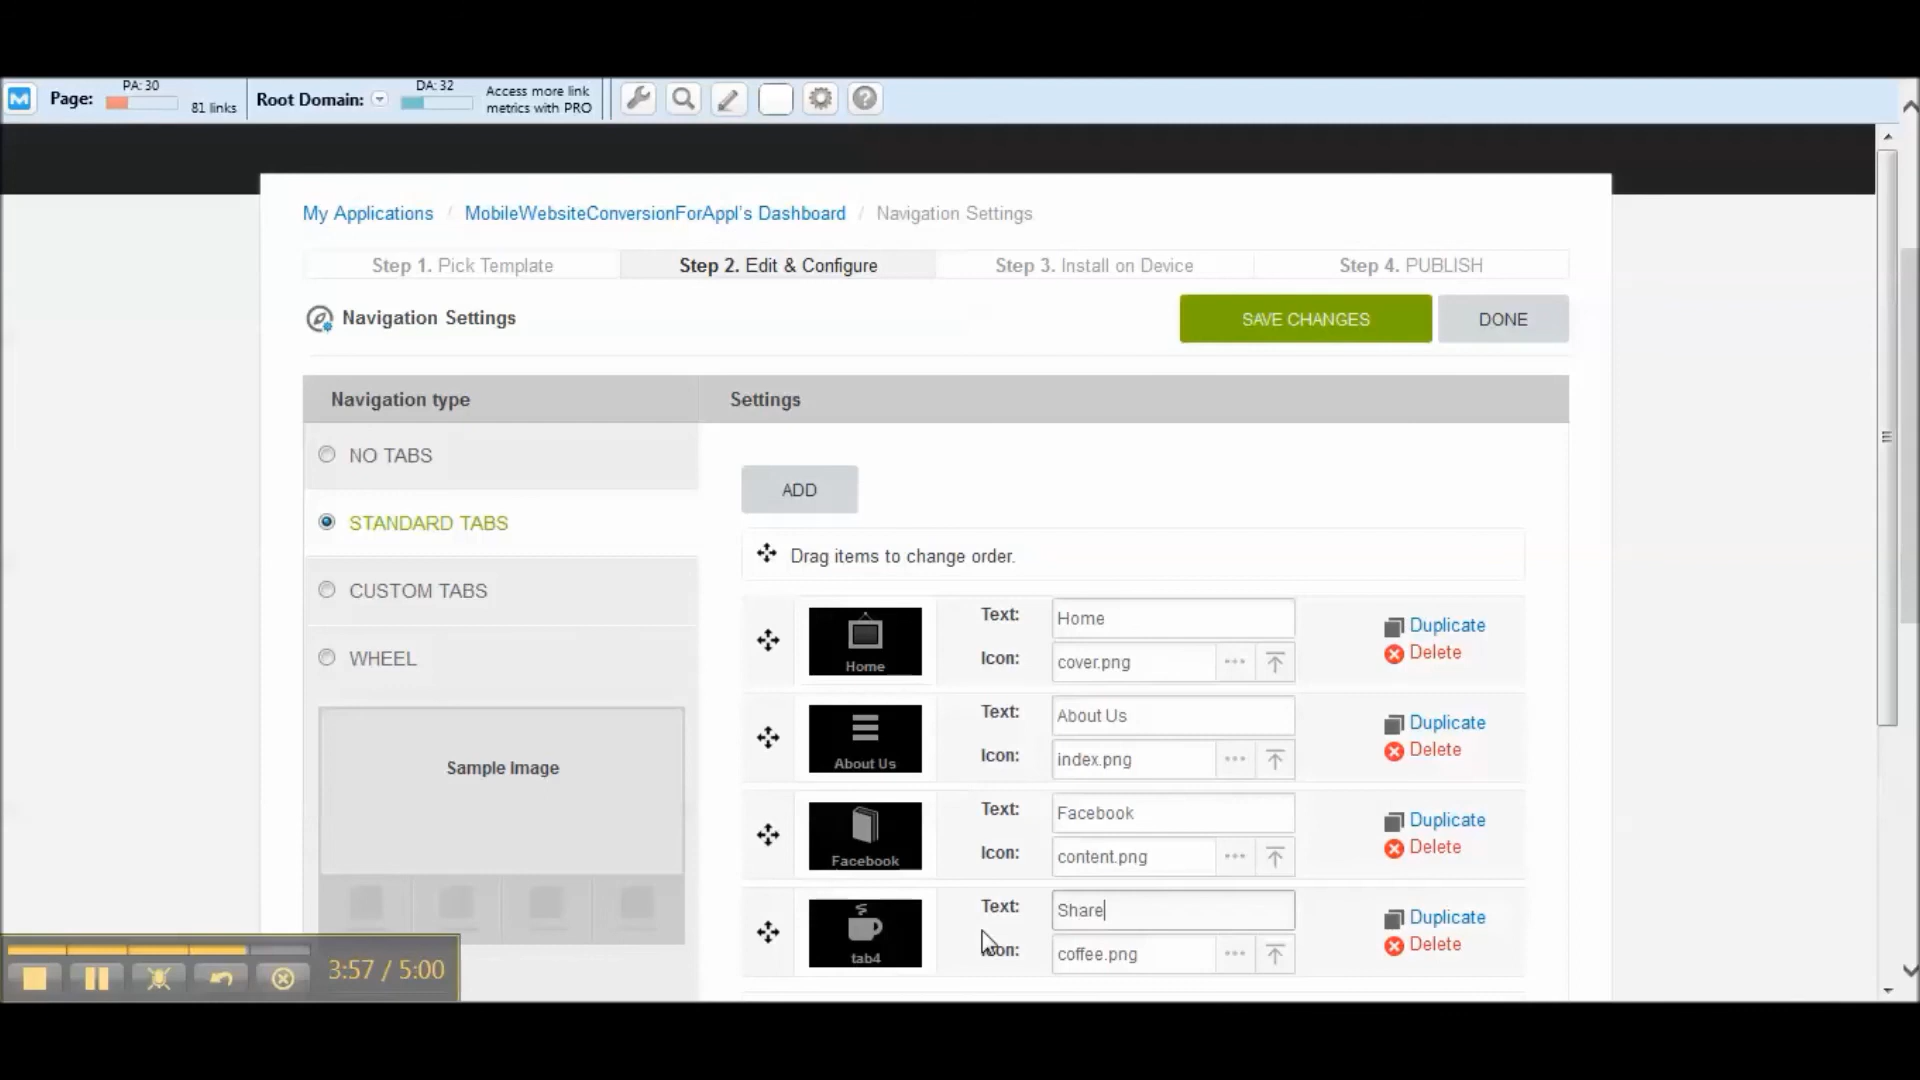 PA: 30
DA: 32
Page:
81 links
Root Domain:
Access more link
metrics with PRO
My Applications / MobileWebsiteConversionForAppl's Dashboard / Navigation Settings
Step 1. Pick Template
Step 2. Edit & Configure
Step 3. Install on Device
Step 4. PUBLISH
Navigation Settings
SAVE CHANGES
DONE
Navigation type
Settings
NO TABS
STANDARD TABS
CUSTOM TABS
WHEEL
Sample Image
ADD
Drag items to change order.
Home
Text: Home
Icon: cover.png
Duplicate
Delete
About Us
Text: About Us
Icon: index.png
Duplicate
Delete
Facebook
Text: Facebook
Icon: content.png
Duplicate
Delete
tab4
Text: Share
Icon: coffee.png
Duplicate
Delete
3:57 / 5:00